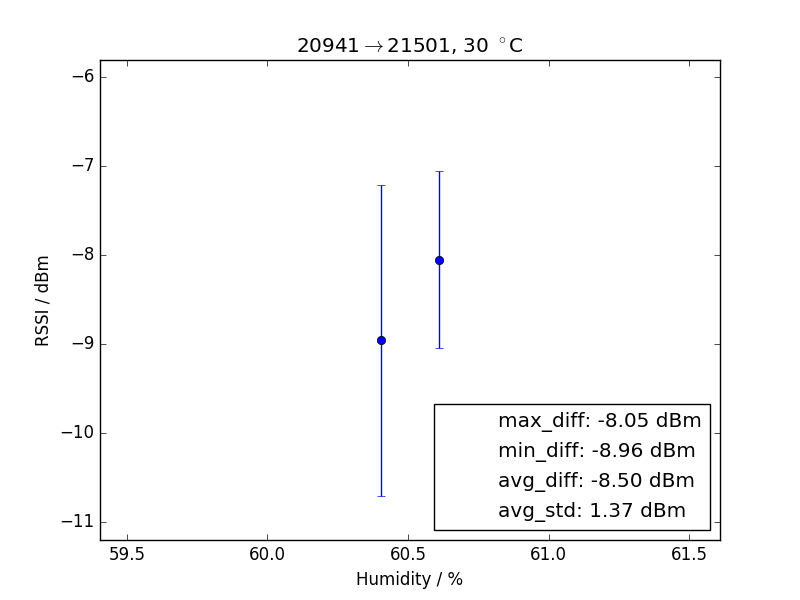 20941→21501, 30 °C
−6
−7
−8
−9
−10
−11
RSSI / dBm
max_diff: -8.05 dBm
min_diff: -8.96 dBm
avg_diff: -8.50 dBm
avg_std: 1.37 dBm
59.5 60.0 60.5 61.0 61.5
Humidity / %